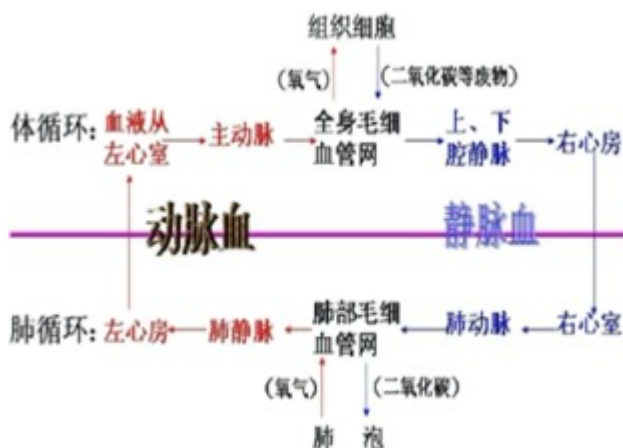 组织细胞
(氧气)
(二氧化碳等废物)
体循环：
血液从
左心室
主动脉
全身毛细
血管网
上、下
腔静脉
右心房
动脉血
静脉血
肺循环：
左心房
肺静脉
肺部毛细
血管网
肺动脉
右心室
(氧气)
(二氧化碳)
肺 泡